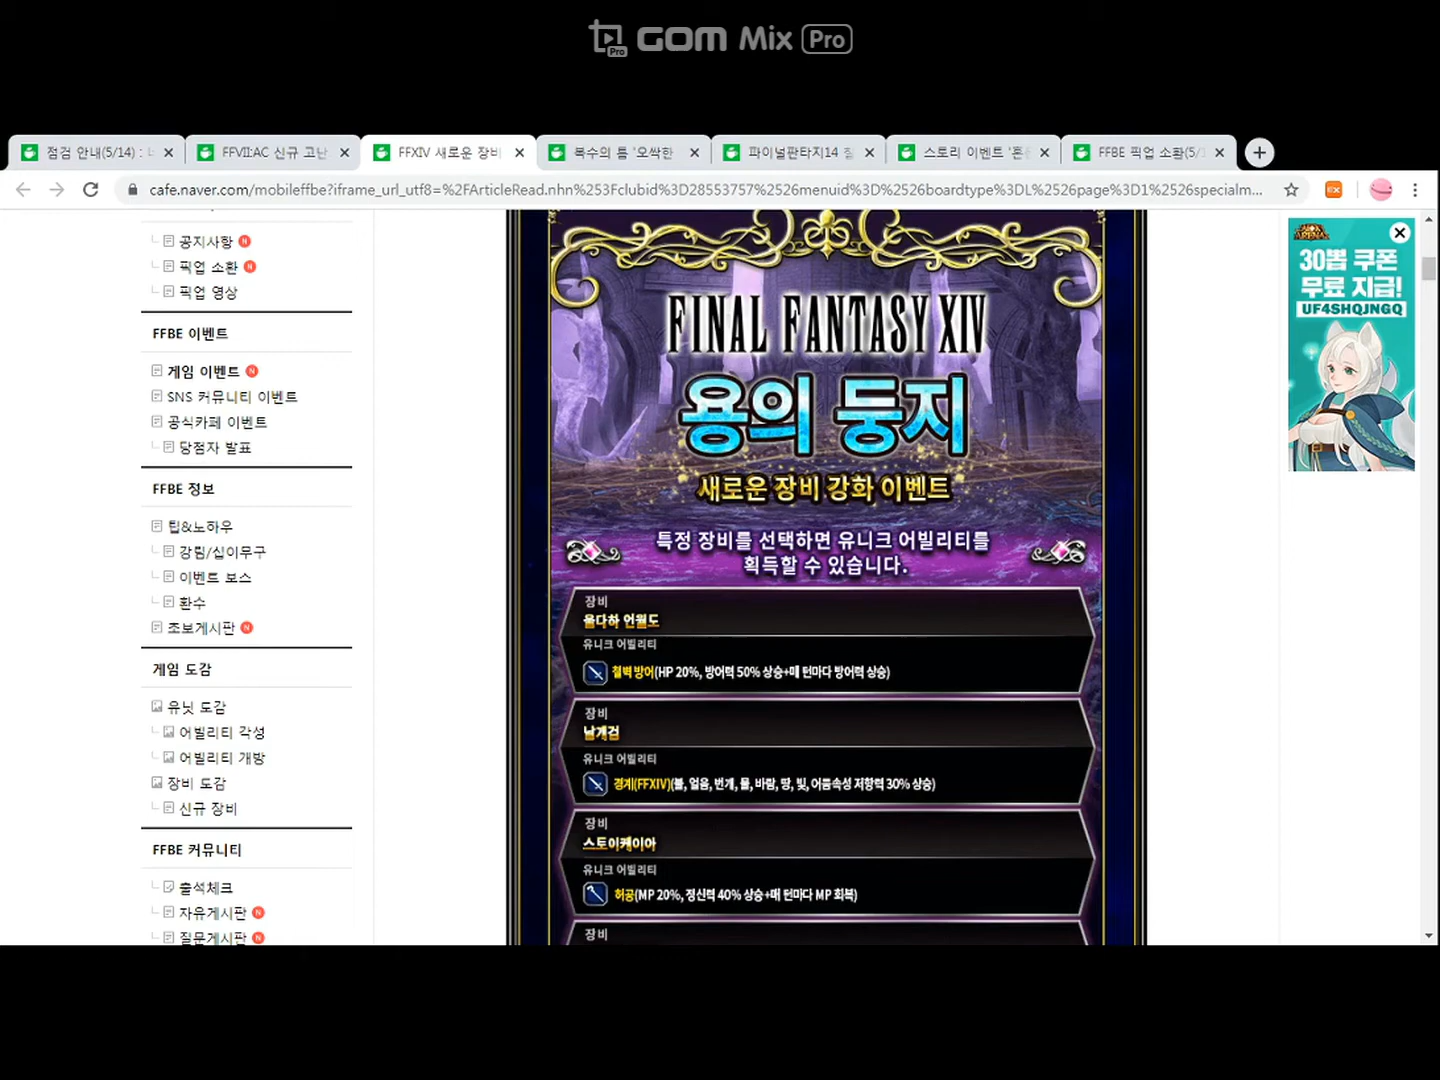 GOM Mix Pro
점검 안내(5/14) :
FFVII:AC 신규 고난
FFXIV 새로운 장비
복수의 틈 '오싹한
파이널판타지14
스토리 이벤트 '혼
FFBE 픽업 소환(5/1
cafe.naver.com/mobileffbe?iframe_url_utf8=%2FArticleRead.nhn%253Fclubid%3D28553757%2526menuid%3D%2526boardtype%3DL%2526page%3D1%2526specialm...
공지사항 N
픽업 소환 N
픽업 영상
FFBE 이벤트
게임 이벤트 N
SNS 커뮤니티 이벤트
공식카페 이벤트
당첨자 발표
FFBE 정보
팁&노하우
강림/십이무구
이벤트 보스
환수
초보게시판 N
게임 도감
유닛 도감
어빌리티 각성
어빌리티 개방
장비 도감
신규 장비
FFBE 커뮤니티
출석체크
자유게시판 N
질문게시판 N
FINAL FANTASY XIV
용의 둥지
새로운 장비 강화 이벤트
특정 장비를 선택하면 유니크 어빌리티를
획득할 수 있습니다.
장비
울다하 언월도
유니크 어빌리티
철벽 방어(HP 20%, 방어력 50% 상승+매 턴마다 방어력 상승)
장비
날개검
유니크 어빌리티
경계(FFXIV)(불, 얼음, 번개, 물, 바람, 땅, 빛, 어둠속성 저항력 30% 상승)
장비
스토이케이아
유니크 어빌리티
허공(MP 20%, 정신력 40% 상승+매 턴마다 MP 회복)
장비
AFK ARENA
30뽑 쿠폰
무료 지급!
UF4SHQJNGQ